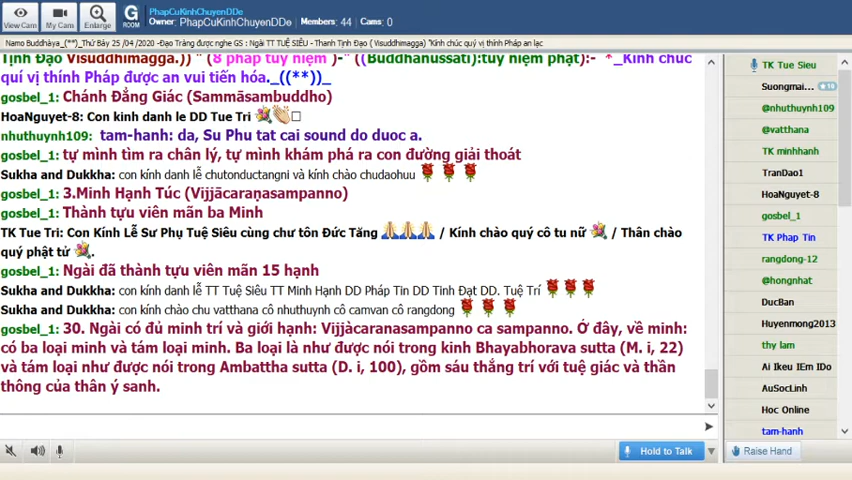 PhapCuKinhChuyenDDe
Owner: PhapCuKinhChuyenDDe Members: 44 Cams: 0
View Cam My Cam Enlarge G ROOM
Namo Buddhàya_(**)_Thứ Bảy 25 /04 /2020 -Đạo Tràng được nghe GS : Ngài TT TUỆ SIÊU - Thanh Tịnh Đạo ( Visuddhimagga) "Kính chúc quý vị thính Pháp an lạc
Tịnh Đạo Visuddhimagga.)) " (8 pháp tuỳ niệm )-" ((Buddhanussati):tuỳ niệm phật):- *_Kính chúc
quí vị thính Pháp được an vui tiến hóa._((**))_
gosbel_1: Chánh Đẳng Giác (Sammāsambuddho)
HoaNguyet-8: Con kinh danh le DD Tue Tri
nhuthuynh109: tam-hanh: da, Su Phu tat cai sound do duoc a.
gosbel_1: tự mình tìm ra chân lý, tự mình khám phá ra con đường giải thoát
Sukha and Dukkha: con kính danh lễ chutonductangni và kính chào chudaohuu
gosbel_1: 3.Minh Hạnh Túc (Vijjācaraṇasampanno)
gosbel_1: Thành tựu viên mãn ba Minh
TK Tue Tri: Con Kính Lễ Sư Phụ Tuệ Siêu cùng chư tôn Đức Tăng / Kính chào quý cô tu nữ / Thân chào
quý phật tử .
gosbel_1: Ngài đã thành tựu viên mãn 15 hạnh
Sukha and Dukkha: con kính danh lễ TT Tuệ Siêu TT Minh Hạnh DD Pháp Tin DD Tinh Đạt DD. Tuệ Trí
Sukha and Dukkha: con kính chào chu vatthana cô nhuthuynh cô camvan cô rangdong
gosbel_1: 30. Ngài có đủ minh trí và giới hạnh: Vijjàcaranasampanno ca sampanno. Ở đây, về minh:
có ba loại minh và tám loại minh. Ba loại là như được nói trong kinh Bhayabhorava sutta (M. i, 22)
và tám loại như được nói trong Ambattha sutta (D. i, 100), gồm sáu thắng trí với tuệ giác và thần
thông của thân ý sanh.
TK Tue Sieu
Suongmai...
@nhuthuynh109
@vatthana
TK minhhanh
TranDao1
HoaNguyet-8
gosbel_1
TK Phap Tin
rangdong-12
@hongnhat
DucBan
Huyenmong2013
thy lam
Ai Ikeu IEm IDo
AuSocLinh
Hoc Online
tam-hanh
Hold to Talk
Raise Hand